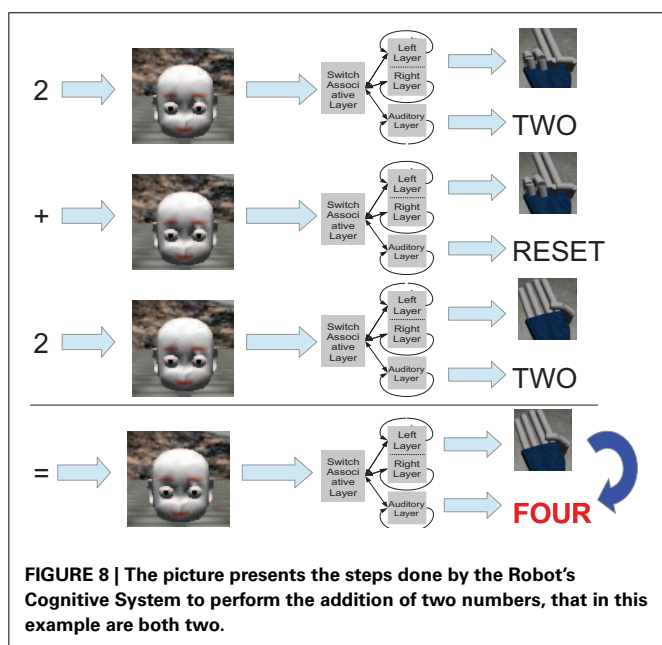 2
Switch
Associ
ative
Layer
Left
Layer
Right
Layer
Auditory
Layer
TWO
+
Switch
Associ
ative
Layer
Left
Layer
Right
Layer
Auditory
Layer
RESET
2
Switch
Associ
ative
Layer
Left
Layer
Right
Layer
Auditory
Layer
TWO
=
Switch
Associ
ative
Layer
Left
Layer
Right
Layer
Auditory
Layer
FOUR
FIGURE 8 | The picture presents the steps done by the Robot's
Cognitive System to perform the addition of two numbers, that in this
example are both two.